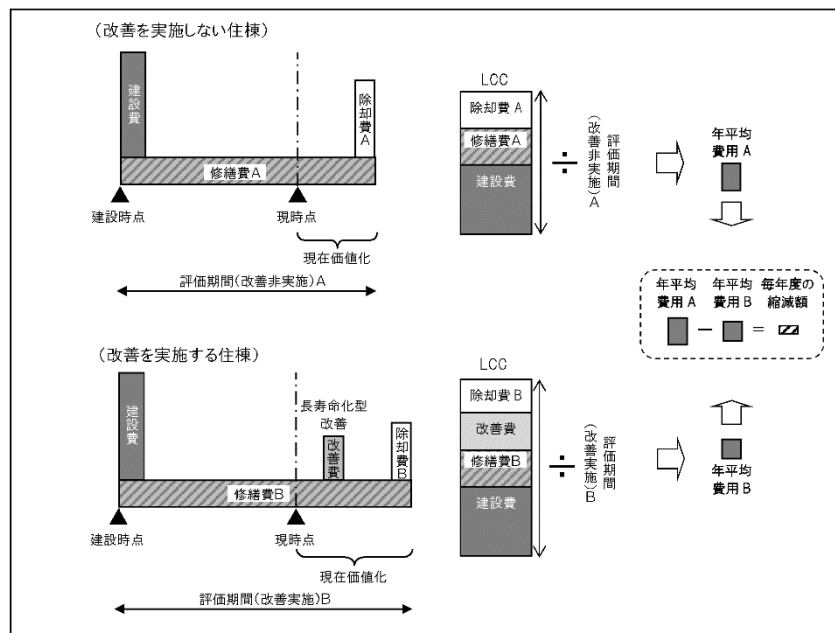 (改善を実施しない住棟)
建設費
除却費A
修繕費A
建設時点
現時点
現在価値化
評価期間(改善非実施)A
LCC
除却費A
修繕費A
建設費
÷
評価期間
(改善非実施)A
年平均
費用A
年平均
費用A
年平均
費用B
毎年度の
縮減額
－
＝
(改善を実施する住棟)
建設費
長寿命化型
改善
改善費
除却費B
修繕費B
建設時点
現時点
現在価値化
評価期間(改善実施)B
LCC
除却費B
改善費
修繕費B
建設費
÷
評価期間
(改善実施)B
年平均
費用B